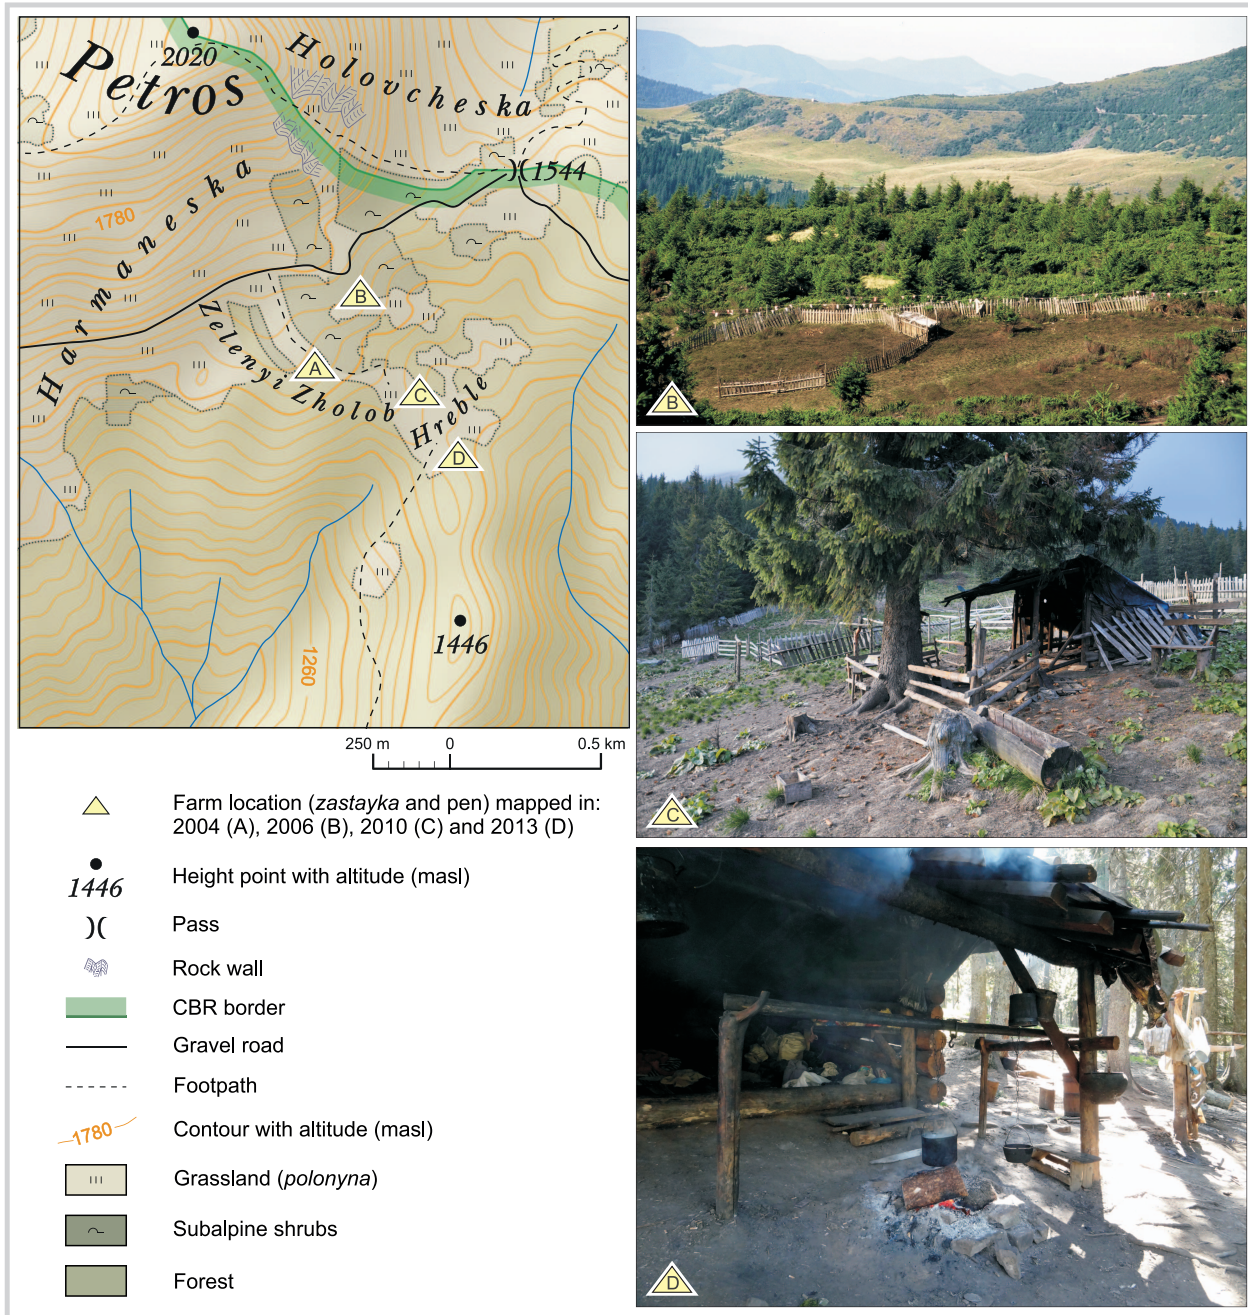 2020
Petros
Holovcheska
1544
1780
Harmaneska
B
A
Zelenyi Zholob
C
Hreble
D
1446
1260
250 m 0 0.5 km
Farm location (zastayka and pen) mapped in:
2004 (A), 2006 (B), 2010 (C) and 2013 (D)
1446
Height point with altitude (masl)
Pass
Rock wall
CBR border
Gravel road
Footpath
1780
Contour with altitude (masl)
Grassland (polonyna)
Subalpine shrubs
Forest
B
C
D